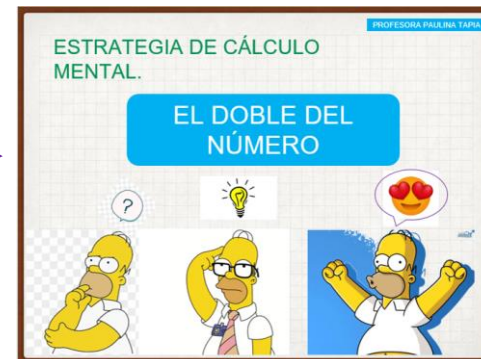 PROFESORA PAULINA TAPIA
ESTRATEGIA DE CÁLCULO
MENTAL.
EL DOBLE DEL
NÚMERO
?